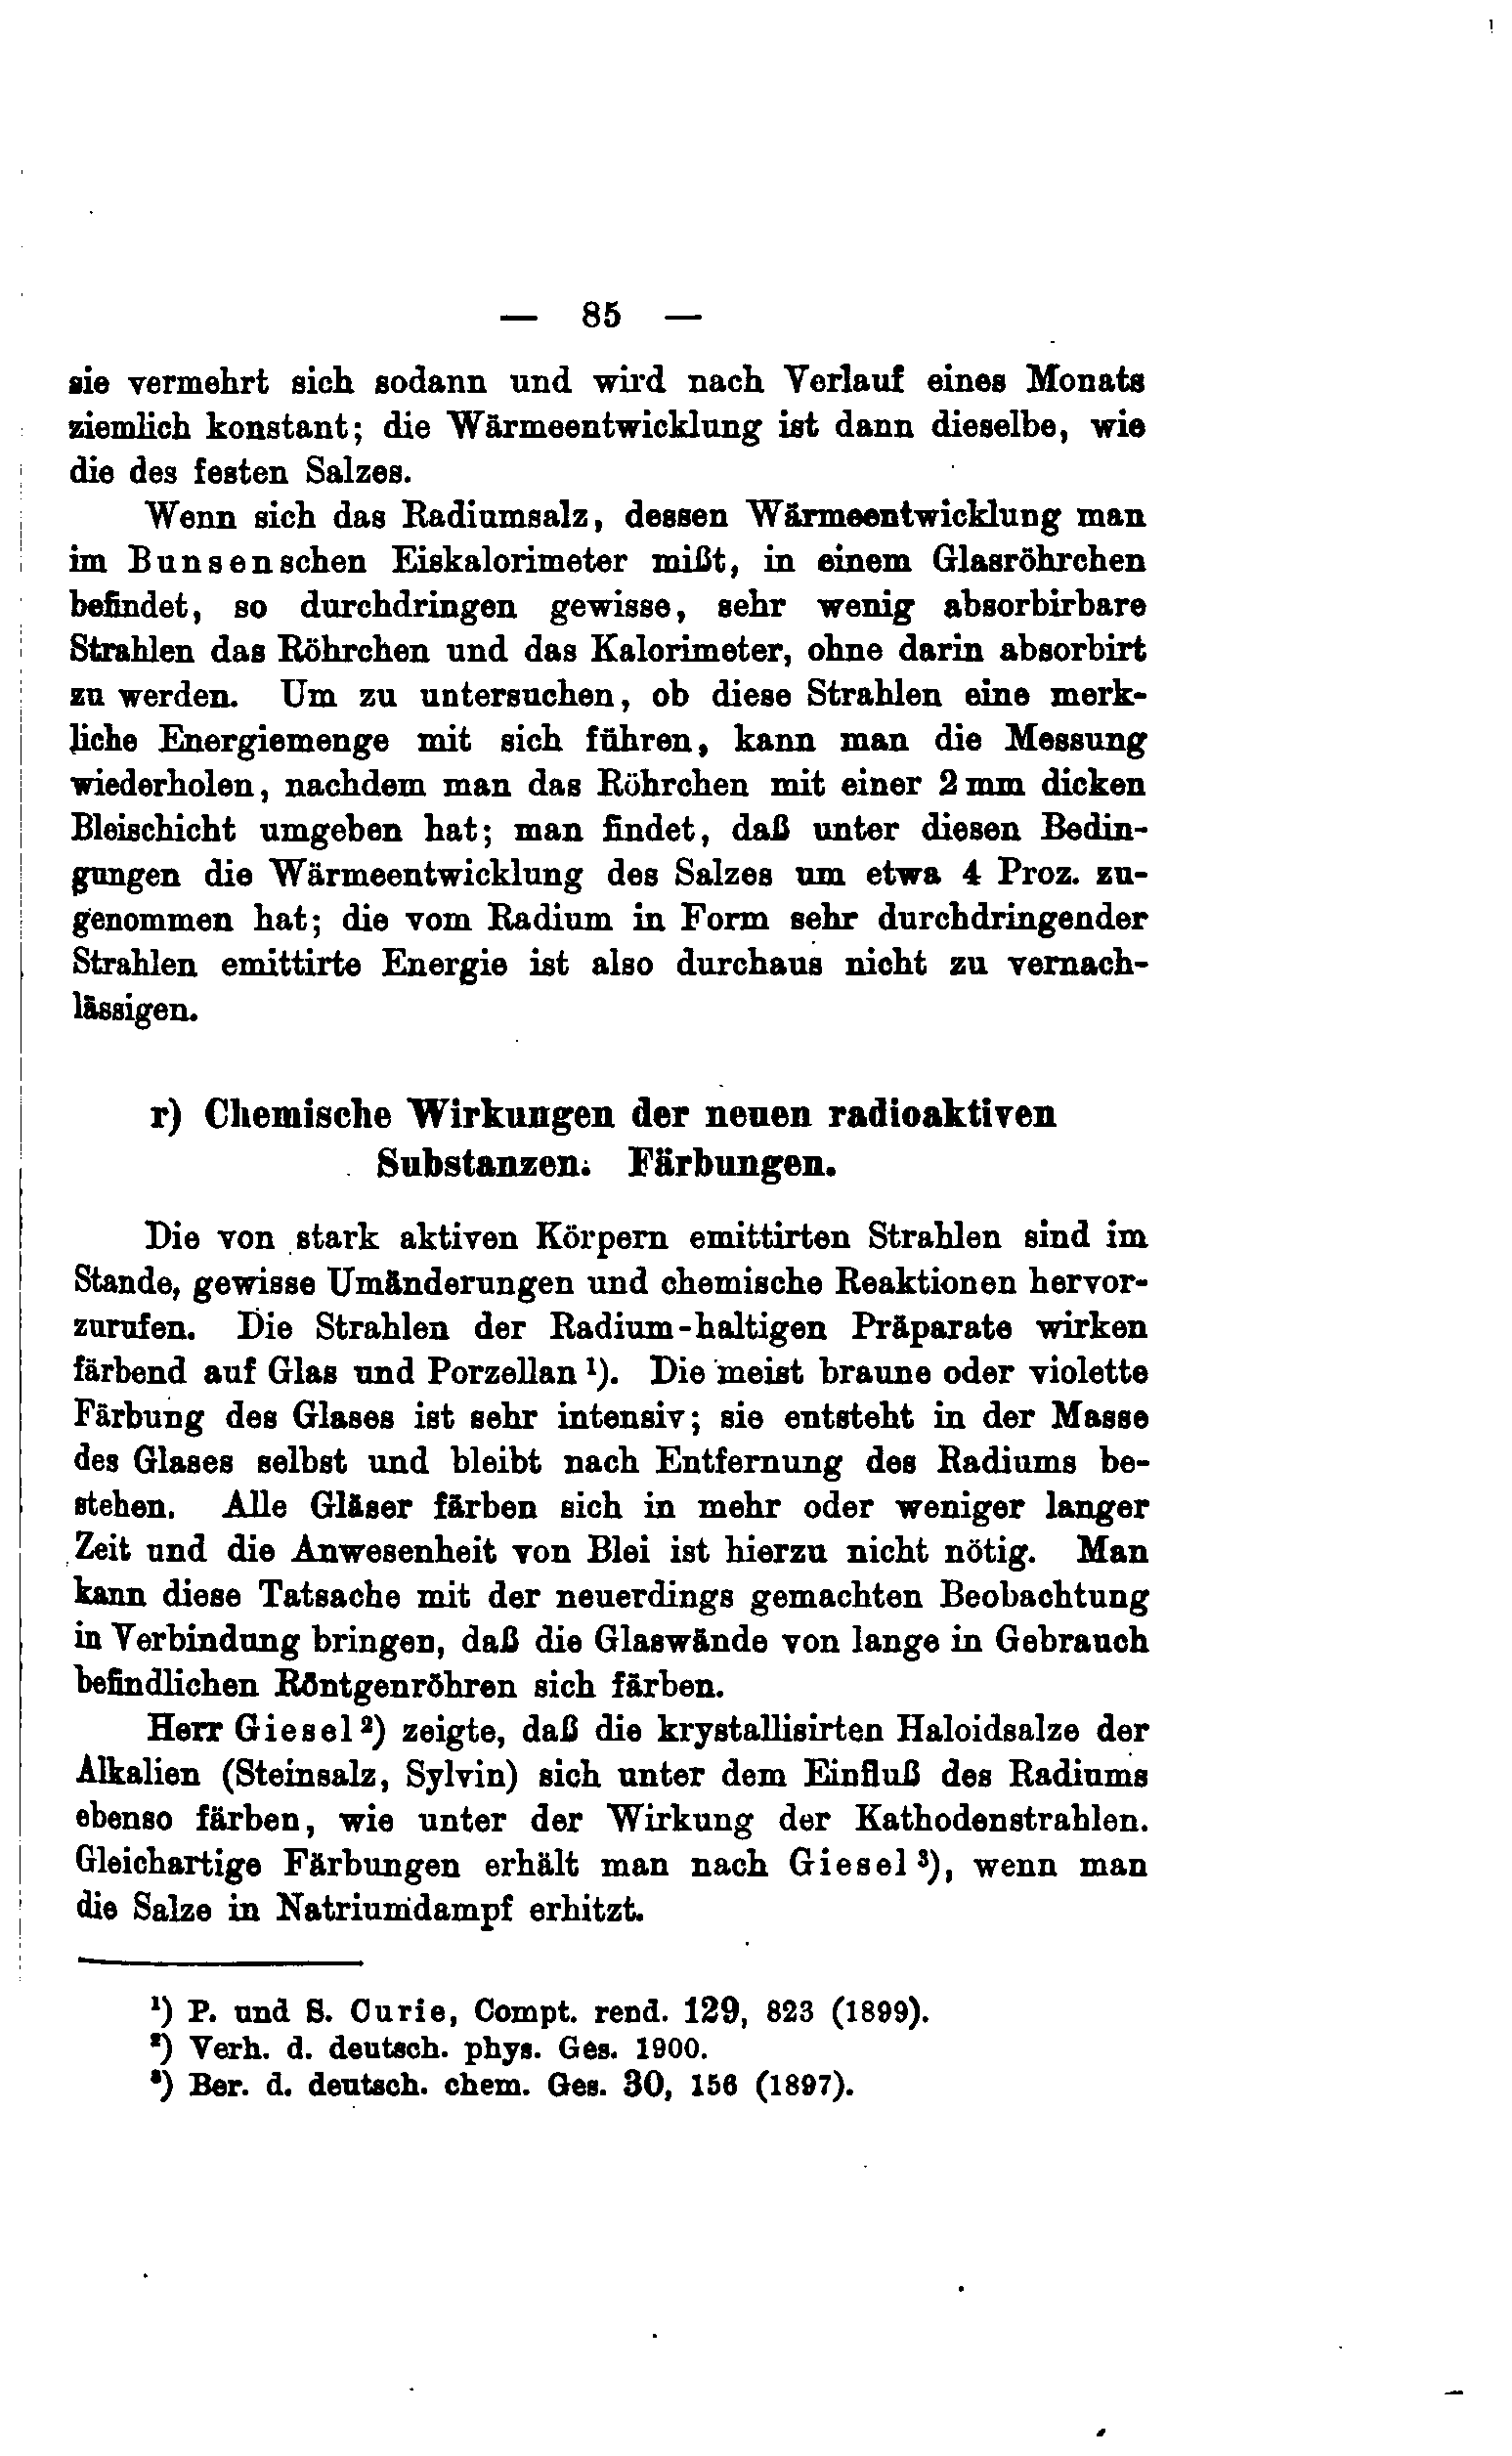 — 85 —
sie vermehrt sich sodann und wird nach Verlauf eines Monats
ziemlich konstant; die Wärmeentwicklung ist dann dieselbe, wie
die des festen Salzes.
Wenn sich das Radiumsalz, dessen Wärmeentwicklung man
im Bunsenschen Eiskalorimeter mißt, in einem Glasröhrchen
befindet, so durchdringen gewisse, sehr wenig absorbirbare
Strahlen das Röhrchen und das Kalorimeter, ohne darin absorbirt
zu werden. Um zu untersuchen, ob diese Strahlen eine merk-
liche Energiemenge mit sich führen, kann man die Messung
wiederholen, nachdem man das Röhrchen mit einer 2 mm dicken
Bleischicht umgeben hat; man findet, daß unter diesen Bedin-
gungen die Wärmeentwicklung des Salzes um etwa 4 Proz. zu-
genommen hat; die vom Radium in Form sehr durchdringender
Strahlen emittirte Energie ist also durchaus nicht zu vernach-
lässigen.
r) Chemische Wirkungen der neuen radioaktiven
Substanzen. Färbungen.
Die von stark aktiven Körpern emittirten Strahlen sind im
Stande, gewisse Umänderungen und chemische Reaktionen hervor-
zurufen. Die Strahlen der Radium-haltigen Präparate wirken
färbend auf Glas und Porzellan ¹). Die meist braune oder violette
Färbung des Glases ist sehr intensiv; sie entsteht in der Masse
des Glases selbst und bleibt nach Entfernung des Radiums be-
stehen. Alle Gläser färben sich in mehr oder weniger langer
Zeit und die Anwesenheit von Blei ist hierzu nicht nötig. Man
kann diese Tatsache mit der neuerdings gemachten Beobachtung
in Verbindung bringen, daß die Glaswände von lange in Gebrauch
befindlichen Röntgenröhren sich färben.
Herr Giesel ²) zeigte, daß die krystallisirten Haloidsalze der
Alkalien (Steinsalz, Sylvin) sich unter dem Einfluß des Radiums
ebenso färben, wie unter der Wirkung der Kathodenstrahlen.
Gleichartige Färbungen erhält man nach Giesel ³), wenn man
die Salze in Natriumdampf erhitzt.
¹) P. und S. Curie, Compt. rend. 129, 823 (1899).
²) Verh. d. deutsch. phys. Ges. 1900.
³) Ber. d. deutsch. chem. Ges. 30, 156 (1897).